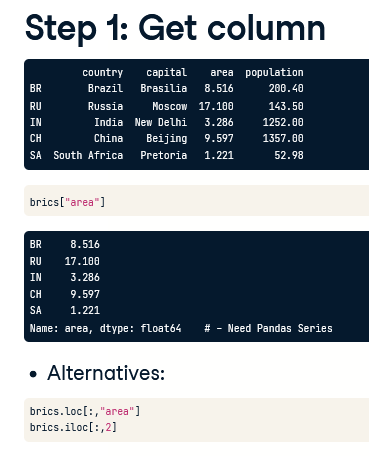 Step 1: Get column
country capital area population
BR Brazil Brasilia 8.516 200.40
RU Russia Moscow 17.100 143.50
IN India New Delhi 3.286 1252.00
CH China Beijing 9.597 1357.00
SA South Africa Pretoria 1.221 52.98
brics["area"]
BR 8.516
RU 17.100
IN 3.286
CH 9.597
SA 1.221
Name: area, dtype: float64 # - Need Pandas Series
• Alternatives:
brics.loc[:,"area"]
brics.iloc[:,2]